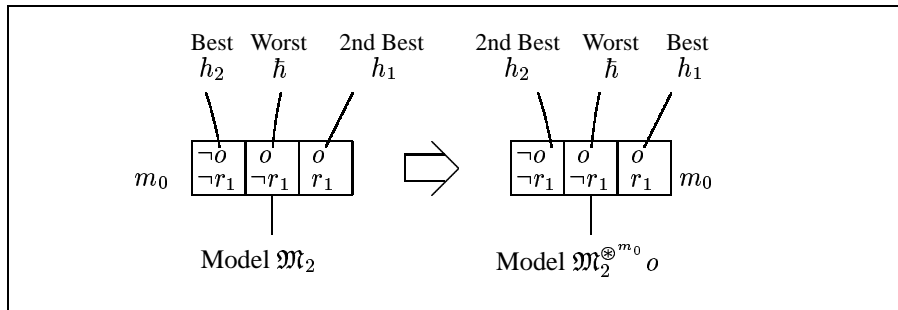 Best Worst 2nd Best 2nd Best Worst Best
h₂ ħ h₁ h₂ ħ h₁
¬o o o ¬o o o
m₀ ¬r₁ ¬r₁ r₁ ¬r₁ ¬r₁ r₁ m₀
Model 𝔐₂ Model 𝔐₂^{⊛^{m₀}} o